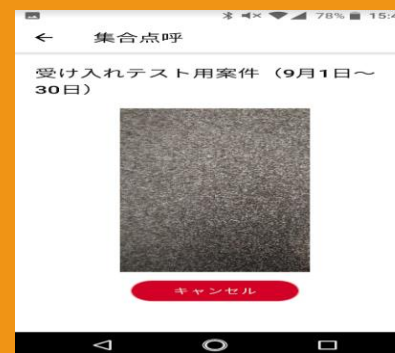 78% 15:4
← 集合点呼
受け入れテスト用案件（9月1日～
30日）
キャンセル